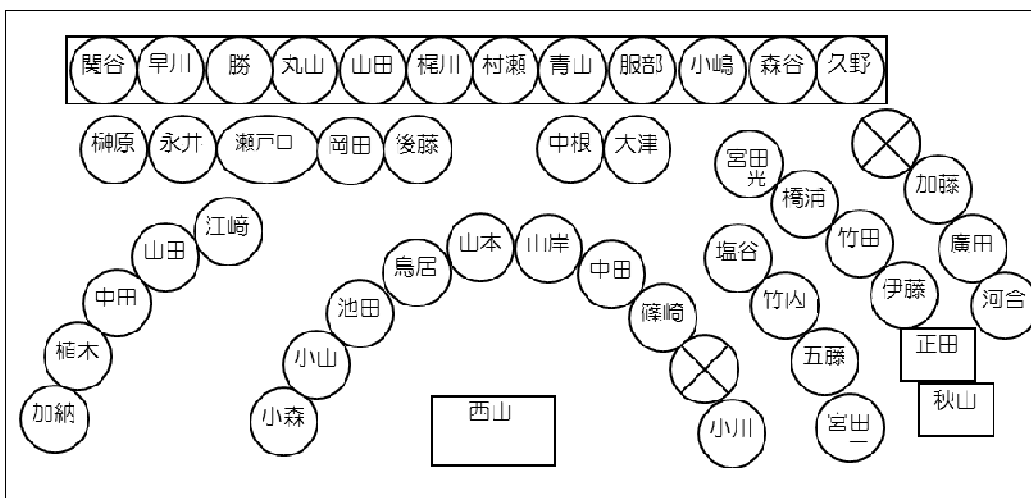 関谷 早川 勝 丸山 山田 梶川 村瀬 青山 服部 小嶋 森谷 久野
榊原 永井 瀬戸口 岡田 後藤 中根 大津
宮田
光
橋浦
竹田
伊藤
加藤
廣田
河合
江﨑
山田
中田
植木
加納
小森
小山
池田
鳥居
山本
山岸
中田
篠崎
小川
塩谷
竹内
五藤
宮田
一
正田
秋山
西山